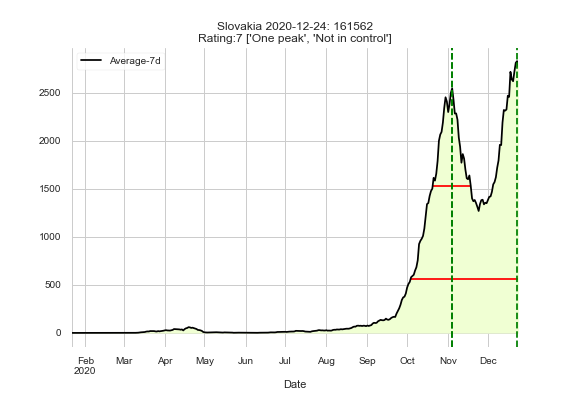 Slovakia 2020-12-24: 161562
Rating:7 ['One peak', 'Not in control']
Average-7d
2500
2000
1500
1000
500
0
Feb Mar Apr May Jun Jul Aug Sep Oct Nov Dec
2020
Date